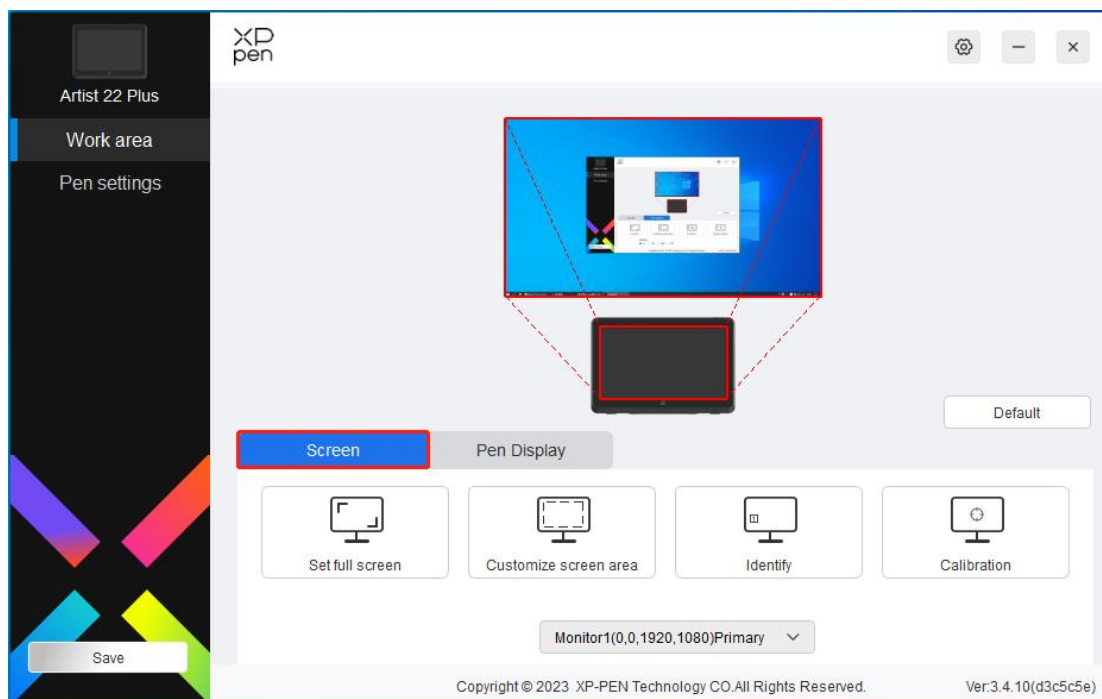 XP
pen
Artist 22 Plus
Work area
Pen settings
Default
Screen
Pen Display
Set full screen
Customize screen area
1
Identify
Calibration
Monitor1(0,0,1920,1080)Primary
Save
Copyright © 2023 XP-PEN Technology CO.All Rights Reserved.
Ver:3.4.10(d3c5c5e)